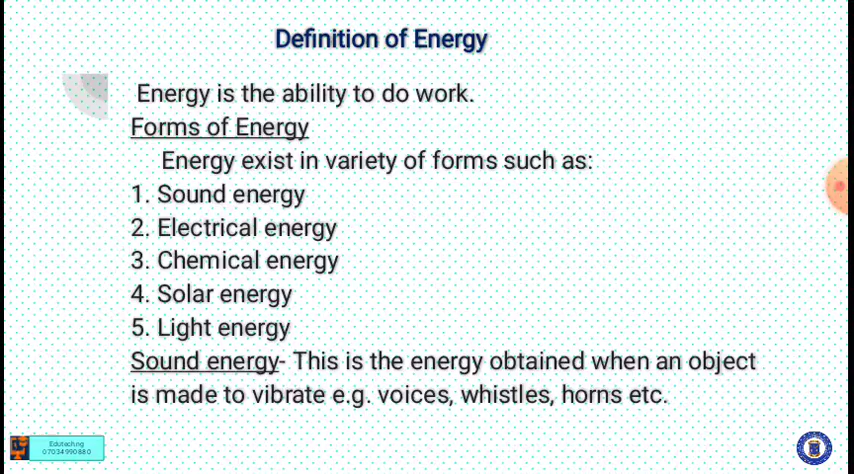 Definition of Energy
Energy is the ability to do work.
Forms of Energy
Energy exist in variety of forms such as:
1. Sound energy
2. Electrical energy
3. Chemical energy
4. Solar energy
5. Light energy
Sound energy- This is the energy obtained when an object
is made to vibrate e.g. voices, whistles, horns etc.
Edutech.ng
07034990880